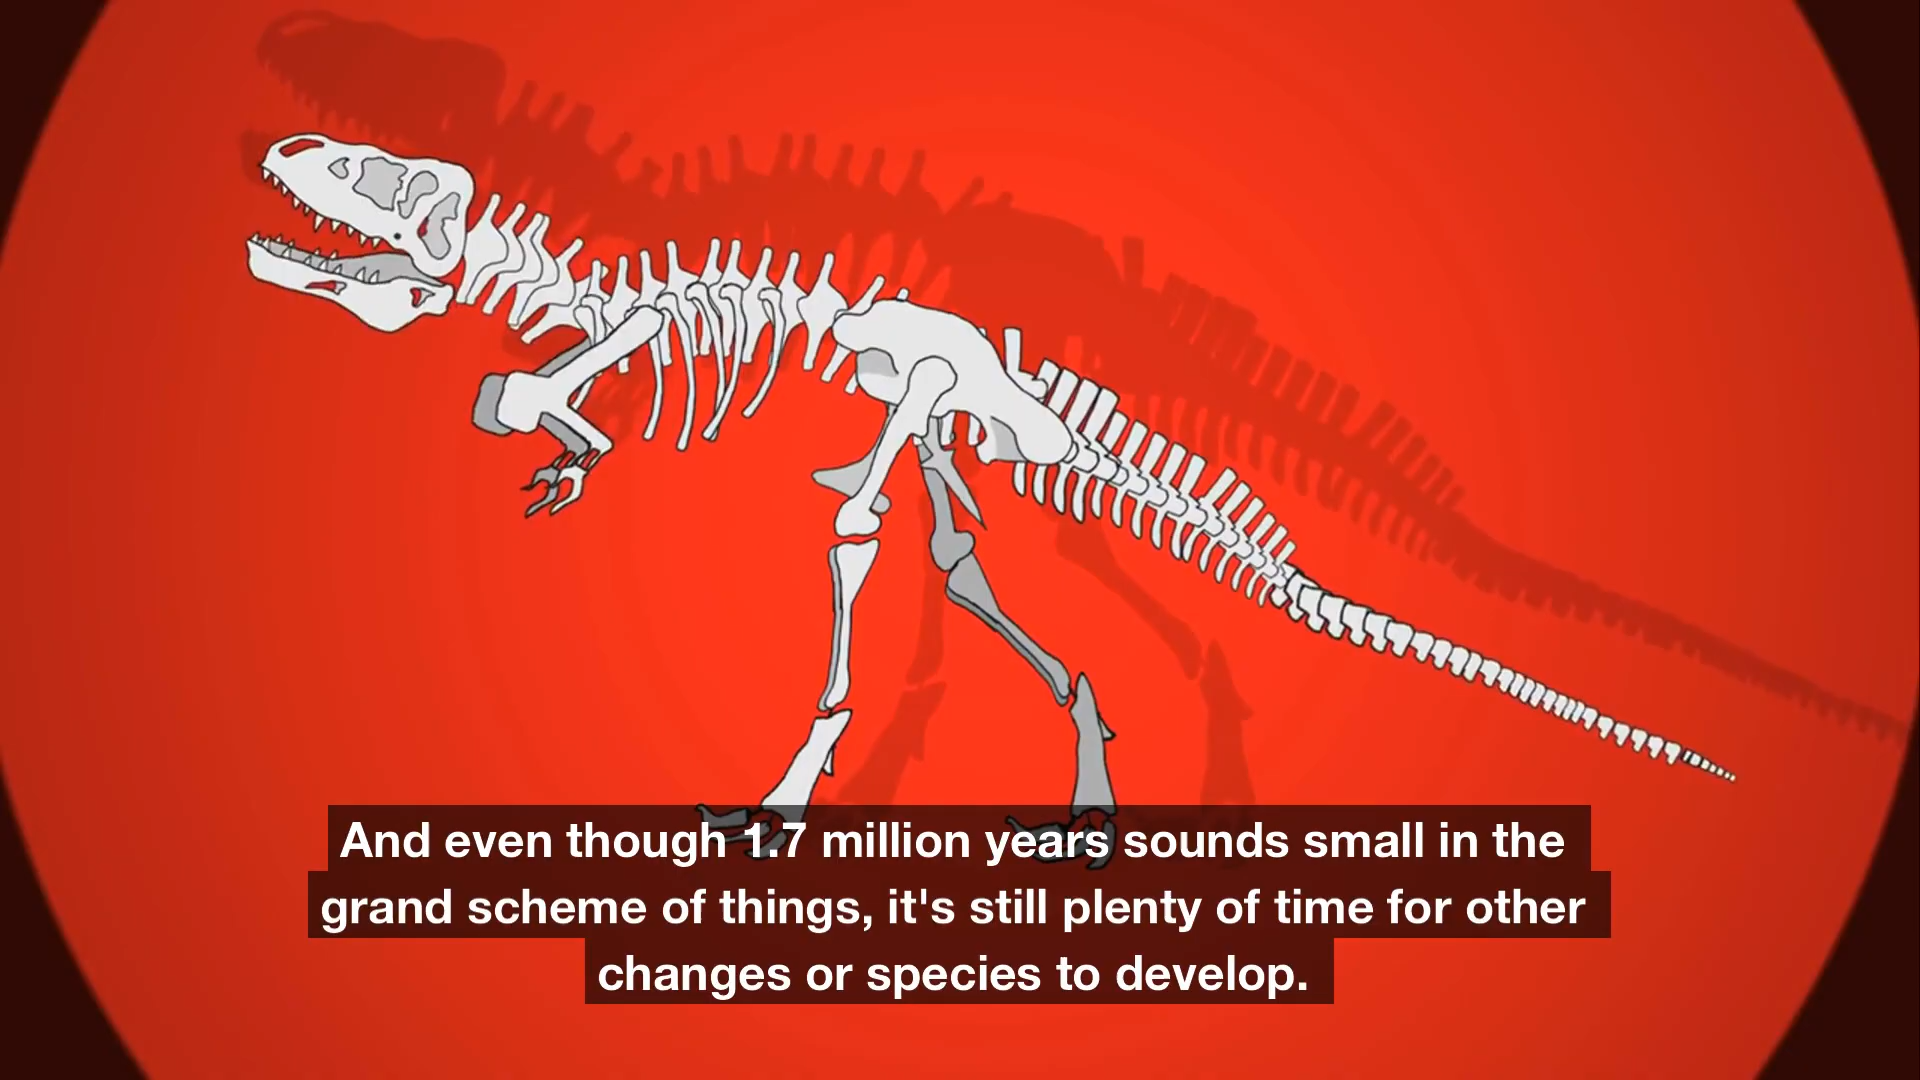 And even though 1.7 million years sounds small in the
grand scheme of things, it's still plenty of time for other
changes or species to develop.